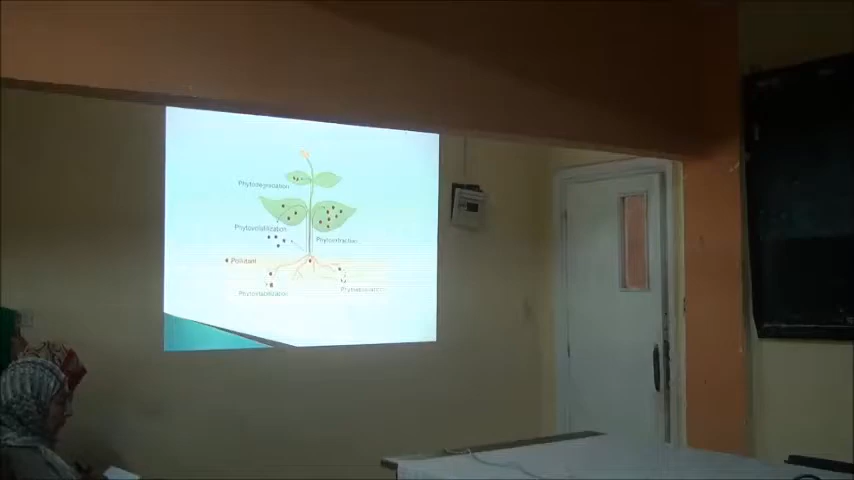 Phytodegradation
Phytovolatilization
Phytoextraction
Pollutant
Phytostabilization